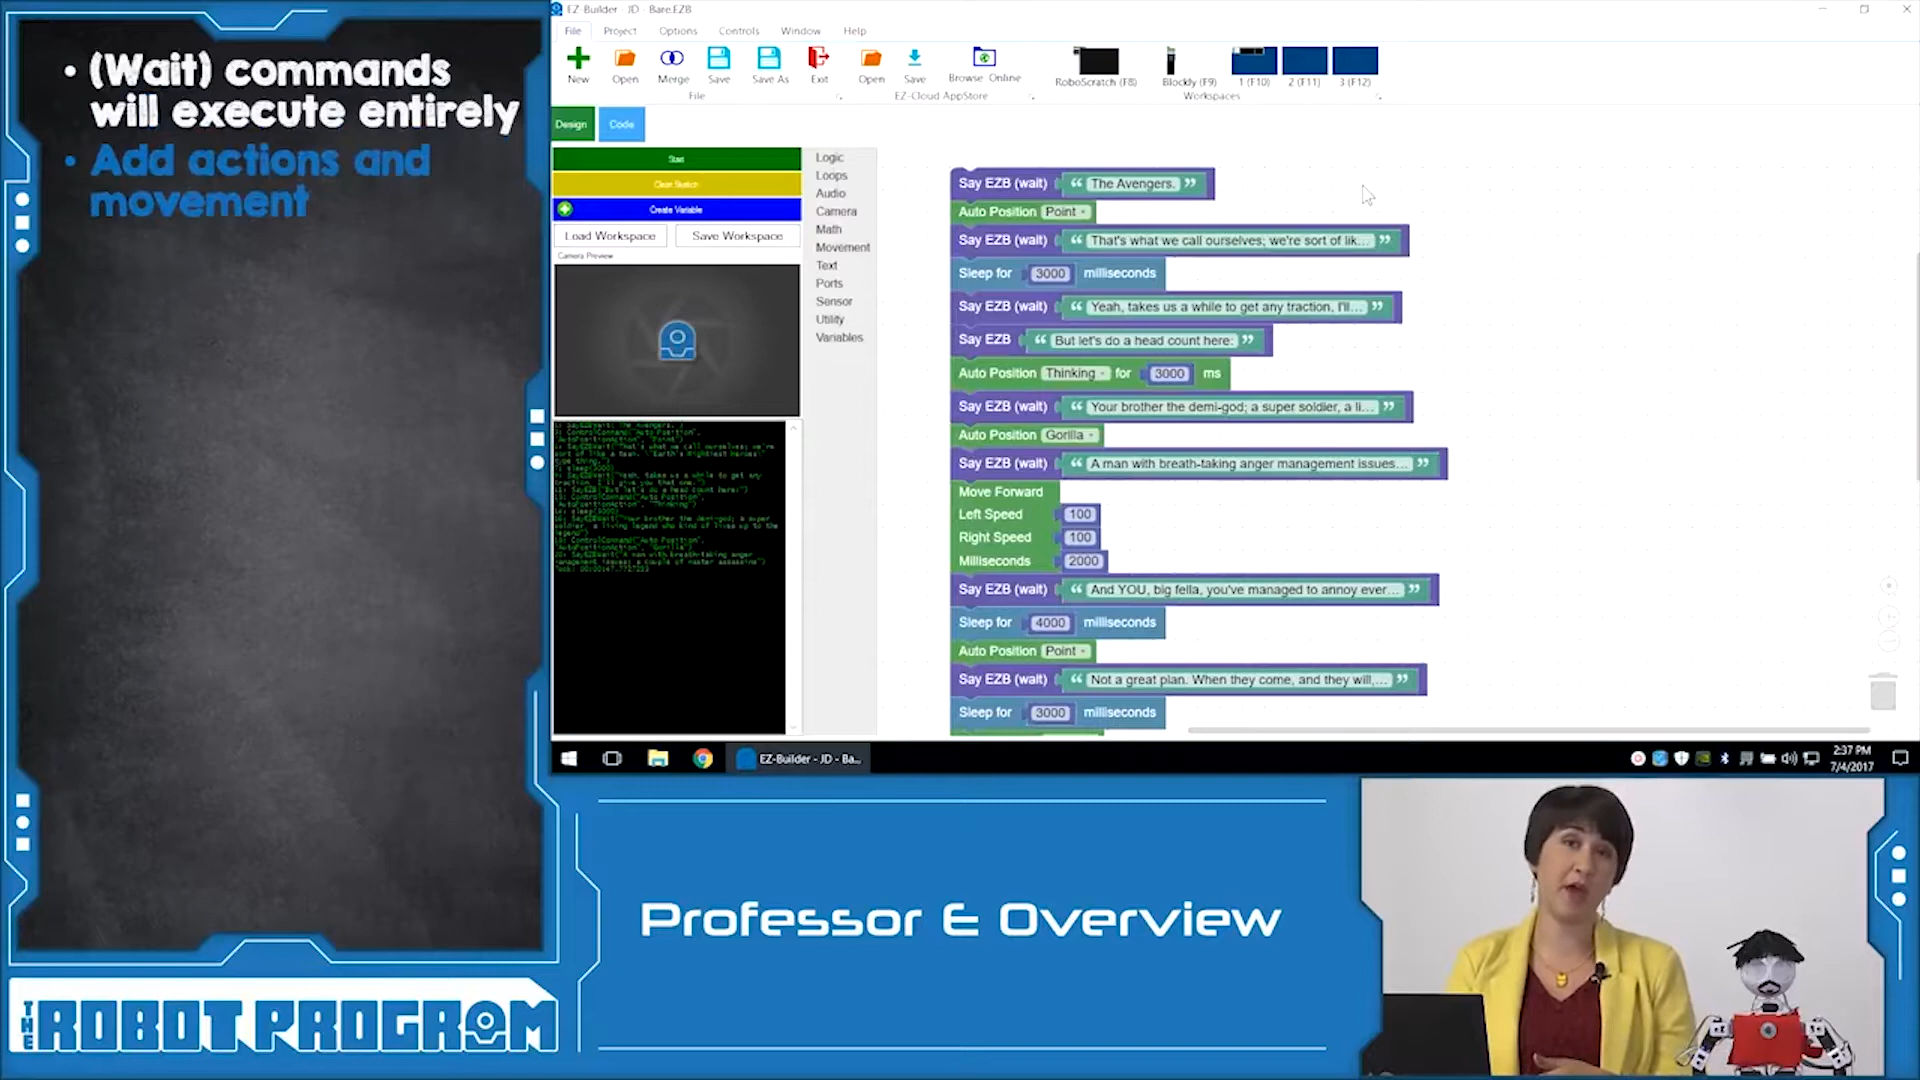 • (Wait) commands
will execute entirely
• Add actions and
movement
EZ-Builder - JD - Bare.EZB
File Project Options Controls Window Help
New Open Merge Save Save As Exit Open Save Browse Online RoboScratch (F8) Blockly (F9) 1 (F10) 2 (F11) 3 (F12)
File EZ-Cloud AppStore Workspaces
Design Code
Start
Clean Sketch
Create Variable
Load Workspace Save Workspace
Camera Preview
Logic
Loops
Audio
Camera
Math
Movement
Text
Ports
Sensor
Utility
Variables
Say EZB (wait) “ The Avengers. ”
Auto Position Point
Say EZB (wait) “ That's what we call ourselves; we're sort of lik... ”
Sleep for 3000 milliseconds
Say EZB (wait) “ Yeah, takes us a while to get any traction, I'll... ”
Say EZB “ But let's do a head count here: ”
Auto Position Thinking for 3000 ms
Say EZB (wait) “ Your brother the demi-god; a super soldier, a li... ”
Auto Position Gorilla
Say EZB (wait) “ A man with breath-taking anger management issues... ”
Move Forward
Left Speed 100
Right Speed 100
Milliseconds 2000
Say EZB (wait) “ And YOU, big fella, you've managed to annoy ever... ”
Sleep for 4000 milliseconds
Auto Position Point
Say EZB (wait) “ Not a great plan. When they come, and they will,... ”
Sleep for 3000 milliseconds
EZ-Builder - JD - Ba...
2:37 PM
7/4/2017
Professor E Overview
THE ROBOT PROGRAM